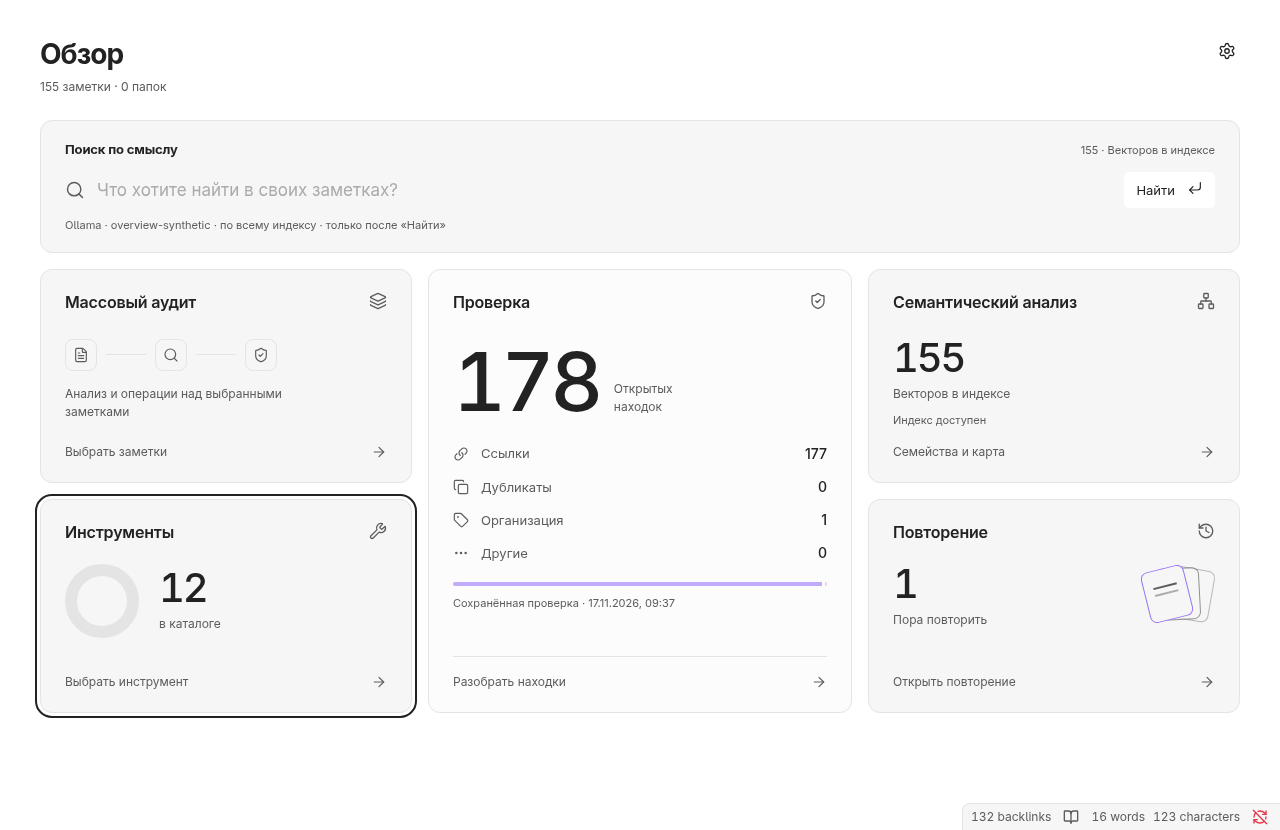 Обзор
155 заметки · 0 папок
Поиск по смыслу
155 · Векторов в индексе
Что хотите найти в своих заметках?
Найти
Ollama · overview-synthetic · по всему индексу · только после «Найти»
Массовый аудит
Анализ и операции над выбранными
заметками
Выбрать заметки
Проверка
178
Открытых
находок
Ссылки 177
Дубликаты 0
Организация 1
Другие 0
Сохранённая проверка · 17.11.2026, 09:37
Разобрать находки
Семантический анализ
155
Векторов в индексе
Индекс доступен
Семейства и карта
Инструменты
12
в каталоге
Выбрать инструмент
Повторение
1
Пора повторить
Открыть повторение
132 backlinks 16 words 123 characters